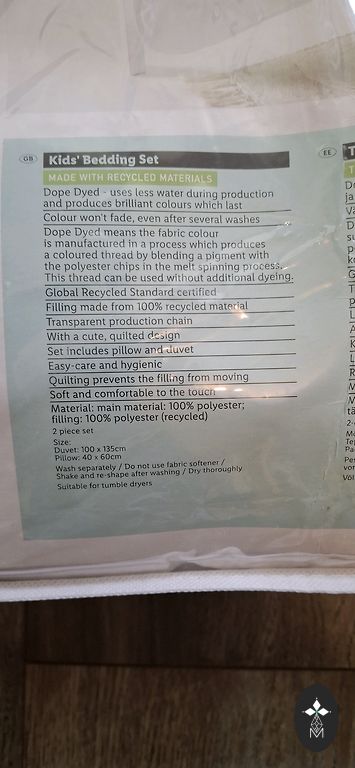 GB Kids' Bedding Set
MADE WITH RECYCLED MATERIALS
Dope Dyed - uses less water during production
and produces brilliant colours which last
Colour won't fade, even after several washes
Dope Dyed means the fabric colour
is manufactured in a process which produces
a coloured thread by blending a pigment with
the polyester chips in the melt spinning process.
This thread can be used without additional dyeing.
Global Recycled Standard certified
Filling made from 100% recycled material
Transparent production chain
With a cute, quilted design
Set includes pillow and duvet
Easy-care and hygienic
Quilting prevents the filling from moving
Soft and comfortable to the touch
Material: main material: 100% polyester;
filling: 100% polyester (recycled)
2 piece set
Size:
Duvet: 100 x 135cm
Pillow: 40 x 60cm
Wash separately / Do not use fabric softener /
Shake and re-shape after washing / Dry thoroughly
Suitable for tumble dryers
EE
M